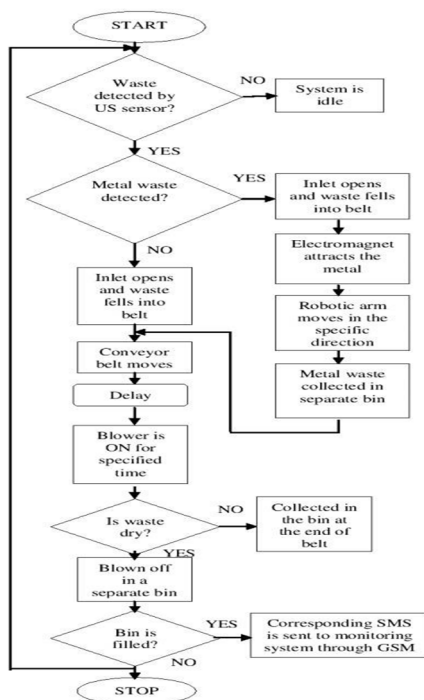 START
Waste
detected by
US sensor?
NO
System is
idle
YES
Metal waste
detected?
YES
Inlet opens
and waste fells
into belt
Electromagnet
attracts the
metal
Robotic arm
moves in the
specific
direction
Metal waste
collected in
separate bin
NO
Inlet opens
and waste fells
into belt
Conveyor
belt moves
Delay
Blower is
ON for
specified
time
Is waste
dry?
NO
Collected in
the bin at
the end of
belt
YES
Blown off
in a
separate bin
Bin is
filled?
YES
Corresponding SMS
is sent to monitoring
system through GSM
NO
STOP